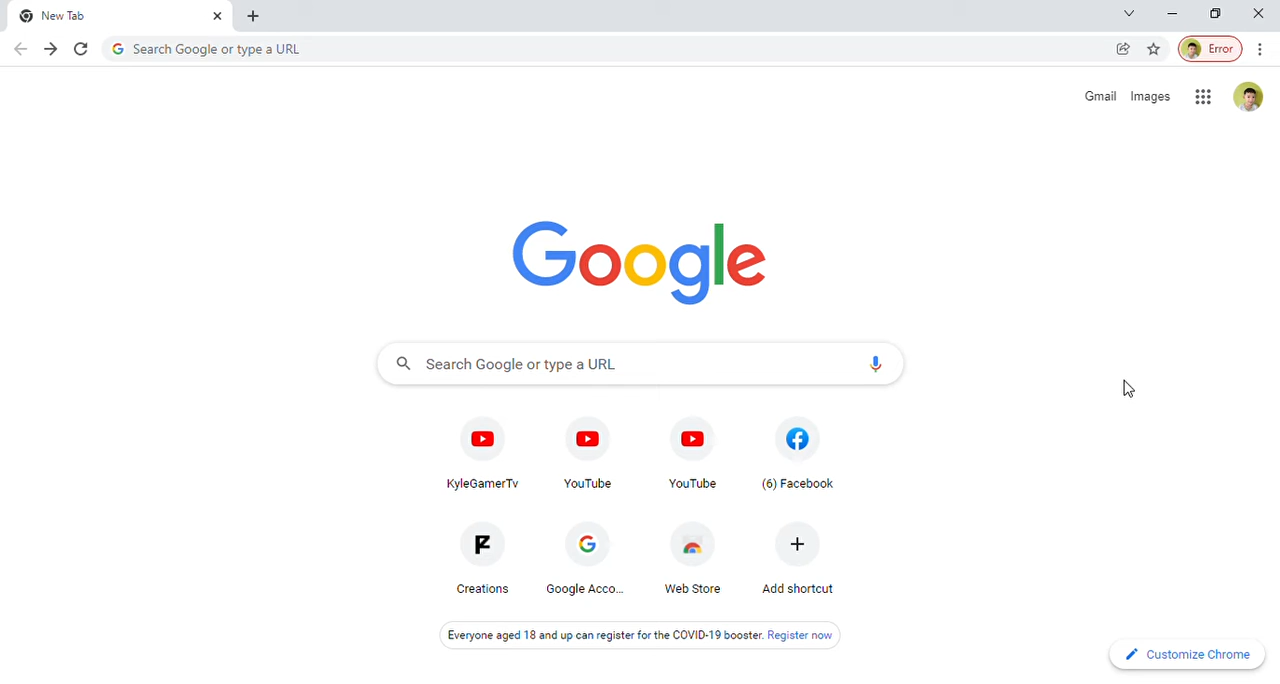 New Tab
Search Google or type a URL
Error
Gmail Images
Google
Search Google or type a URL
KyleGamerTv YouTube YouTube (6) Facebook
Creations Google Acco... Web Store Add shortcut
Everyone aged 18 and up can register for the COVID-19 booster. Register now
Customize Chrome